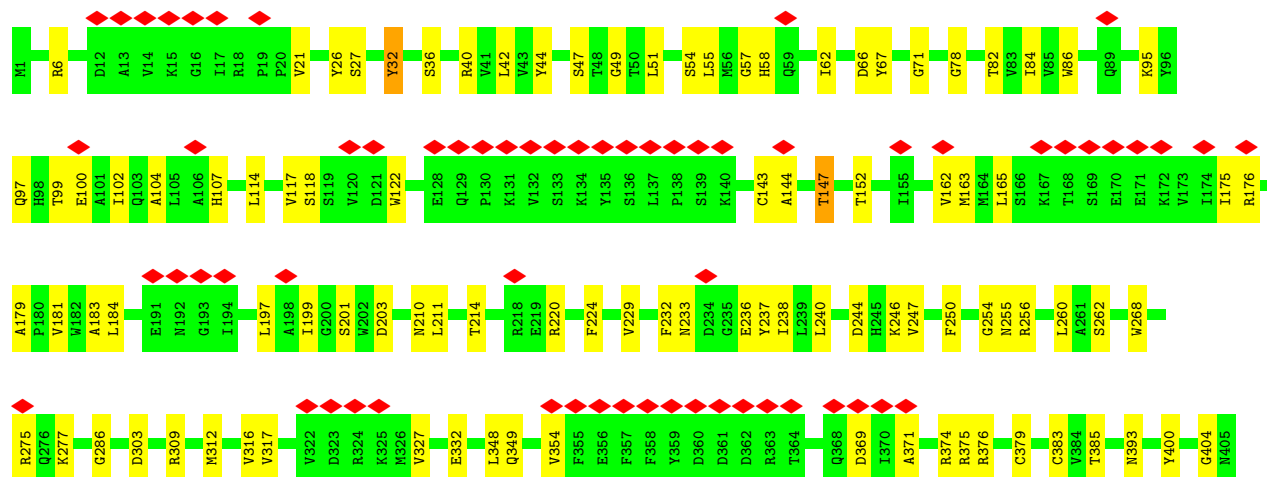 M1 R6 D12 A13 V14 K15 G16 I17 R18 P19 P20 V21 Y26 S27 Y32 S36 R40 V41 L42 V43 Y44 S47 T48 G49 T50 L51 S54 L55 M56 G57 H58 Q59 I62 D66 Y67 G71 G78 T82 V83 I84 V85 W86 Q89 K95 Y96
Q97 H98 T99 E100 A101 I102 Q103 A104 L105 A106 H107 L114 V117 S118 S119 V120 D121 W122 E128 Q129 P130 K131 V132 S133 K134 Y135 S136 L137 P138 S139 K140 C143 A144 T147 T152 I155 V162 M163 M164 L165 S166 K167 T168 S169 E170 E171 K172 V173 I174 I175 R176
A179 P180 V181 W182 A183 L184 E191 N192 G193 I194 L197 A198 I199 G200 S201 W202 D203 N210 L211 T214 R218 E219 R220 F224 V229 F232 N233 D234 G235 E236 Y237 I238 L239 L240 D244 H245 K246 V247 F250 G254 N255 R256 L260 A261 S262 W268
R275 Q276 K277 G286 D303 R309 M312 V316 V317 V322 D323 R324 K325 M326 V327 E332 L348 Q349 V354 F355 E356 F357 F358 Y359 D360 D361 D362 R363 T364 Q368 D369 I370 A371 R374 R375 R376 C379 C383 V384 T385 N393 Y400 G404 N405